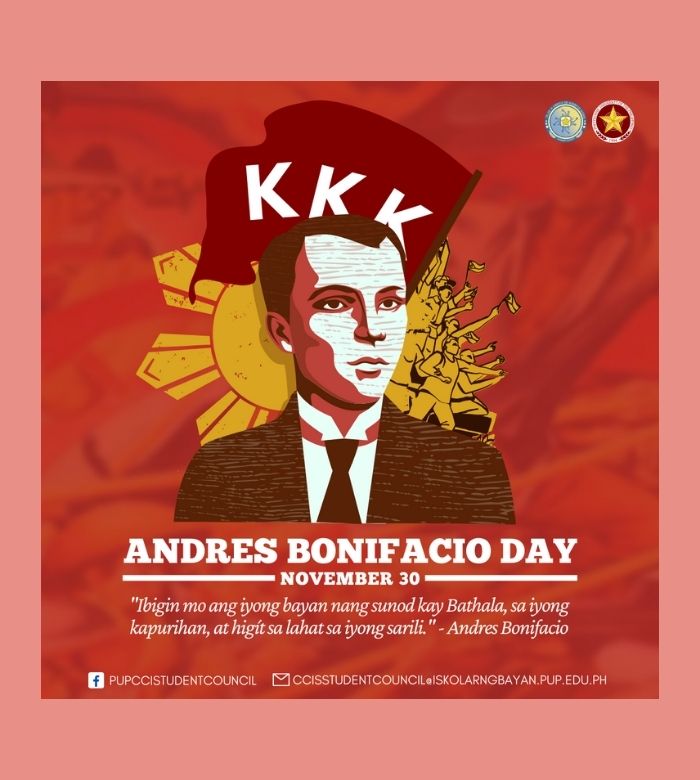 KKK
ANDRES BONIFACIO DAY
NOVEMBER 30
"Ibigin mo ang iyong bayan nang sunod kay Bathala, sa iyong
kapurihan, at higít sa lahat sa iyong sarili." - Andres Bonifacio
PUPCCISTUDENTCOUNCIL CCISSTUDENTCOUNCIL@ISKOLARNGBAYAN.PUP.EDU.PH